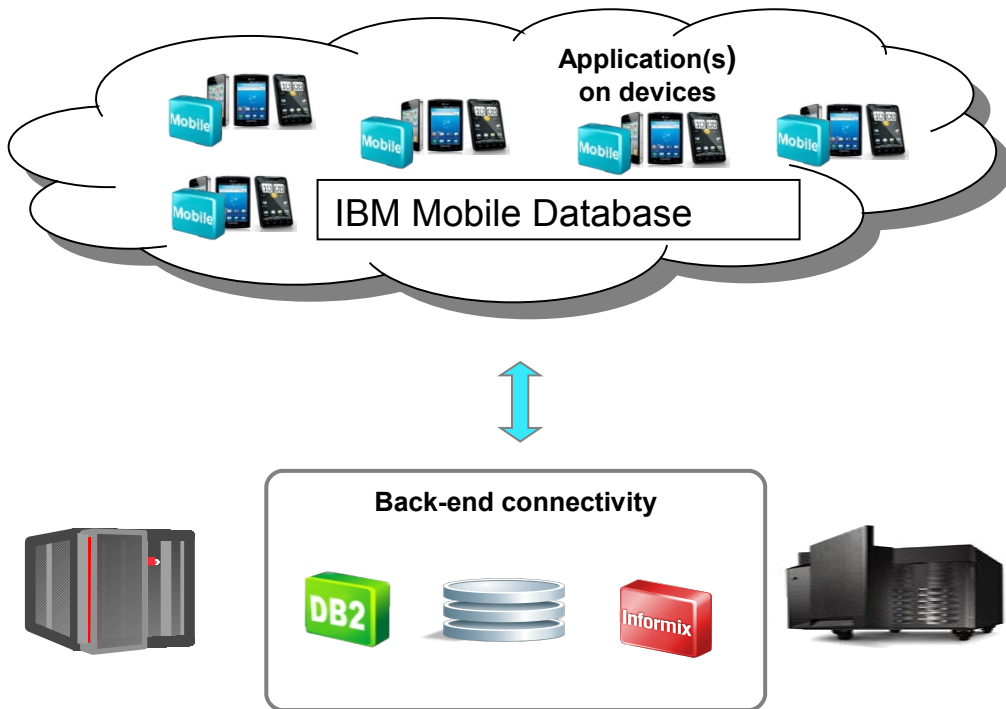 Application(s)
on devices
Mobile
Mobile
Mobile
Mobile
Mobile
IBM Mobile Database
Back-end connectivity
DB2
Informix